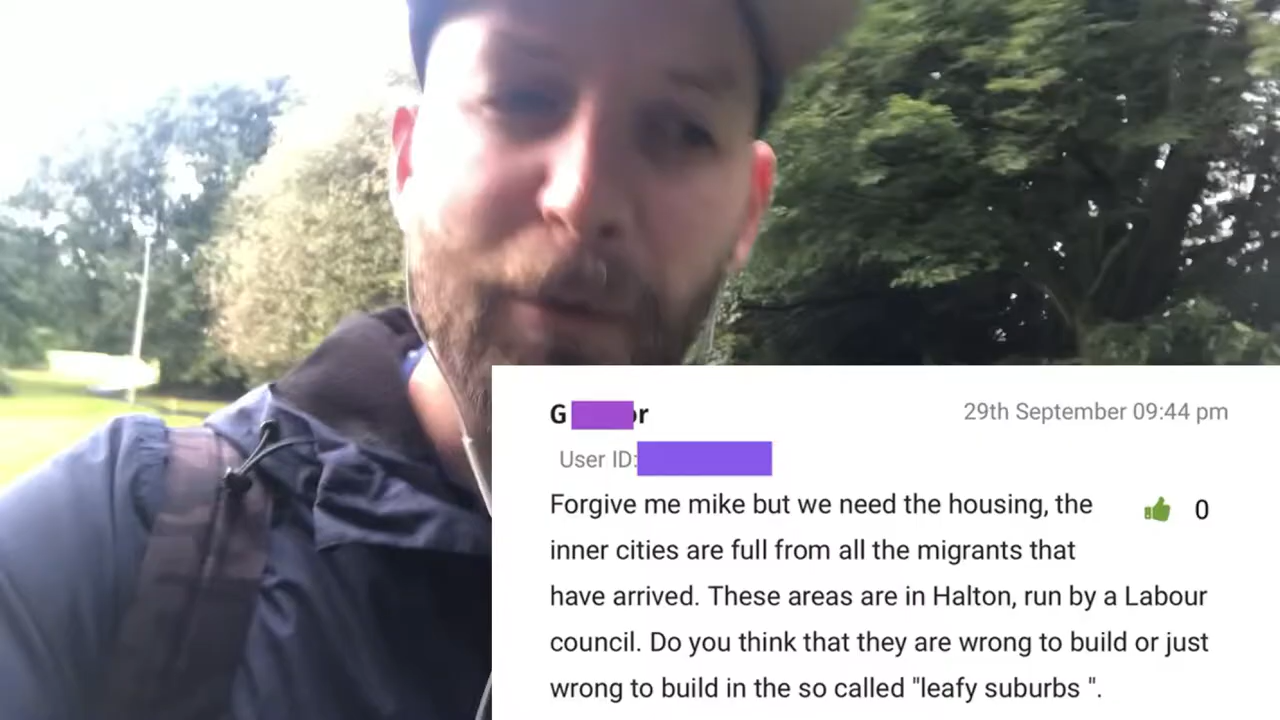 G or
29th September 09:44 pm
User ID:
Forgive me mike but we need the housing, the
0
inner cities are full from all the migrants that
have arrived. These areas are in Halton, run by a Labour
council. Do you think that they are wrong to build or just
wrong to build in the so called "leafy suburbs ".